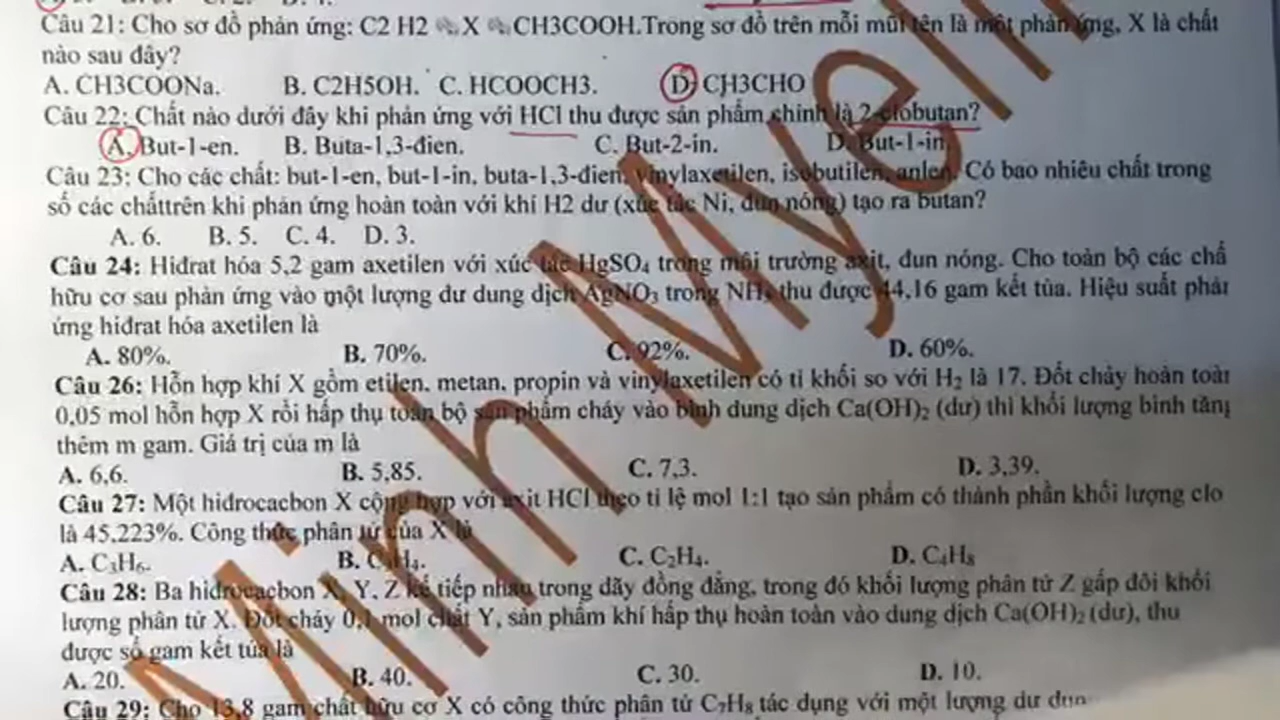 Câu 21: Cho sơ đồ phản ứng: C2 H2 X CH3COOH.Trong sơ đồ trên mỗi mũi tên là một phản ứng, X là chất
nào sau đây?
A. CH3COONa. B. C2H5OH. C. HCOOCH3. D. CH3CHO
Câu 22: Chất nào dưới đây khi phản ứng với HCl thu được sản phẩm chính là 2-clobutan?
A. But-1-en. B. Buta-1,3-đien. C. But-2-in. D. But-1-in.
Câu 23: Cho các chất: but-1-en, but-1-in, buta-1,3-đien, vinylaxetilen, isobutilen, anlen. Có bao nhiêu chất trong
số các chấttrên khi phản ứng hoàn toàn với khí H2 dư (xúc tác Ni, đun nóng) tạo ra butan?
A. 6. B. 5. C. 4. D. 3.
Câu 24: Hiđrat hóa 5,2 gam axetilen với xúc tác HgSO₄ trong môi trường axit, đun nóng. Cho toàn bộ các chấ
hữu cơ sau phản ứng vào một lượng dư dung dịch AgNO₃ trong NH₃ thu được 44,16 gam kết tủa. Hiệu suất phản
ứng hiđrat hóa axetilen là
A. 80%. B. 70%. C. 92%. D. 60%.
Câu 26: Hỗn hợp khí X gồm etilen, metan, propin và vinylaxetilen có tỉ khối so với H₂ là 17. Đốt cháy hoàn toàn
0,05 mol hỗn hợp X rồi hấp thụ toàn bộ sản phẩm cháy vào bình dung dịch Ca(OH)₂ (dư) thì khối lượng bình tăng
thêm m gam. Giá trị của m là
A. 6,6. B. 5,85. C. 7,3. D. 3,39.
Câu 27: Một hiđrocacbon X cộng hợp với axit HCl theo tỉ lệ mol 1:1 tạo sản phẩm có thành phần khối lượng clo
là 45,223%. Công thức phân tử của X là
A. C₃H₆. B. C₃H₄. C. C₂H₄. D. C₄H₈
Câu 28: Ba hiđrocacbon X, Y, Z kế tiếp nhau trong dãy đồng đẳng, trong đó khối lượng phân tử Z gấp đôi khối
lượng phân tử X. Đốt cháy 0,1 mol chất Y, sản phẩm khí hấp thụ hoàn toàn vào dung dịch Ca(OH)₂ (dư), thu
được số gam kết tủa là
A. 20. B. 40. C. 30. D. 10.
Câu 29: Cho 13,8 gam chất hữu cơ X có công thức phân tử C₇H₈ tác dụng với một lượng dư
Minh Myelin